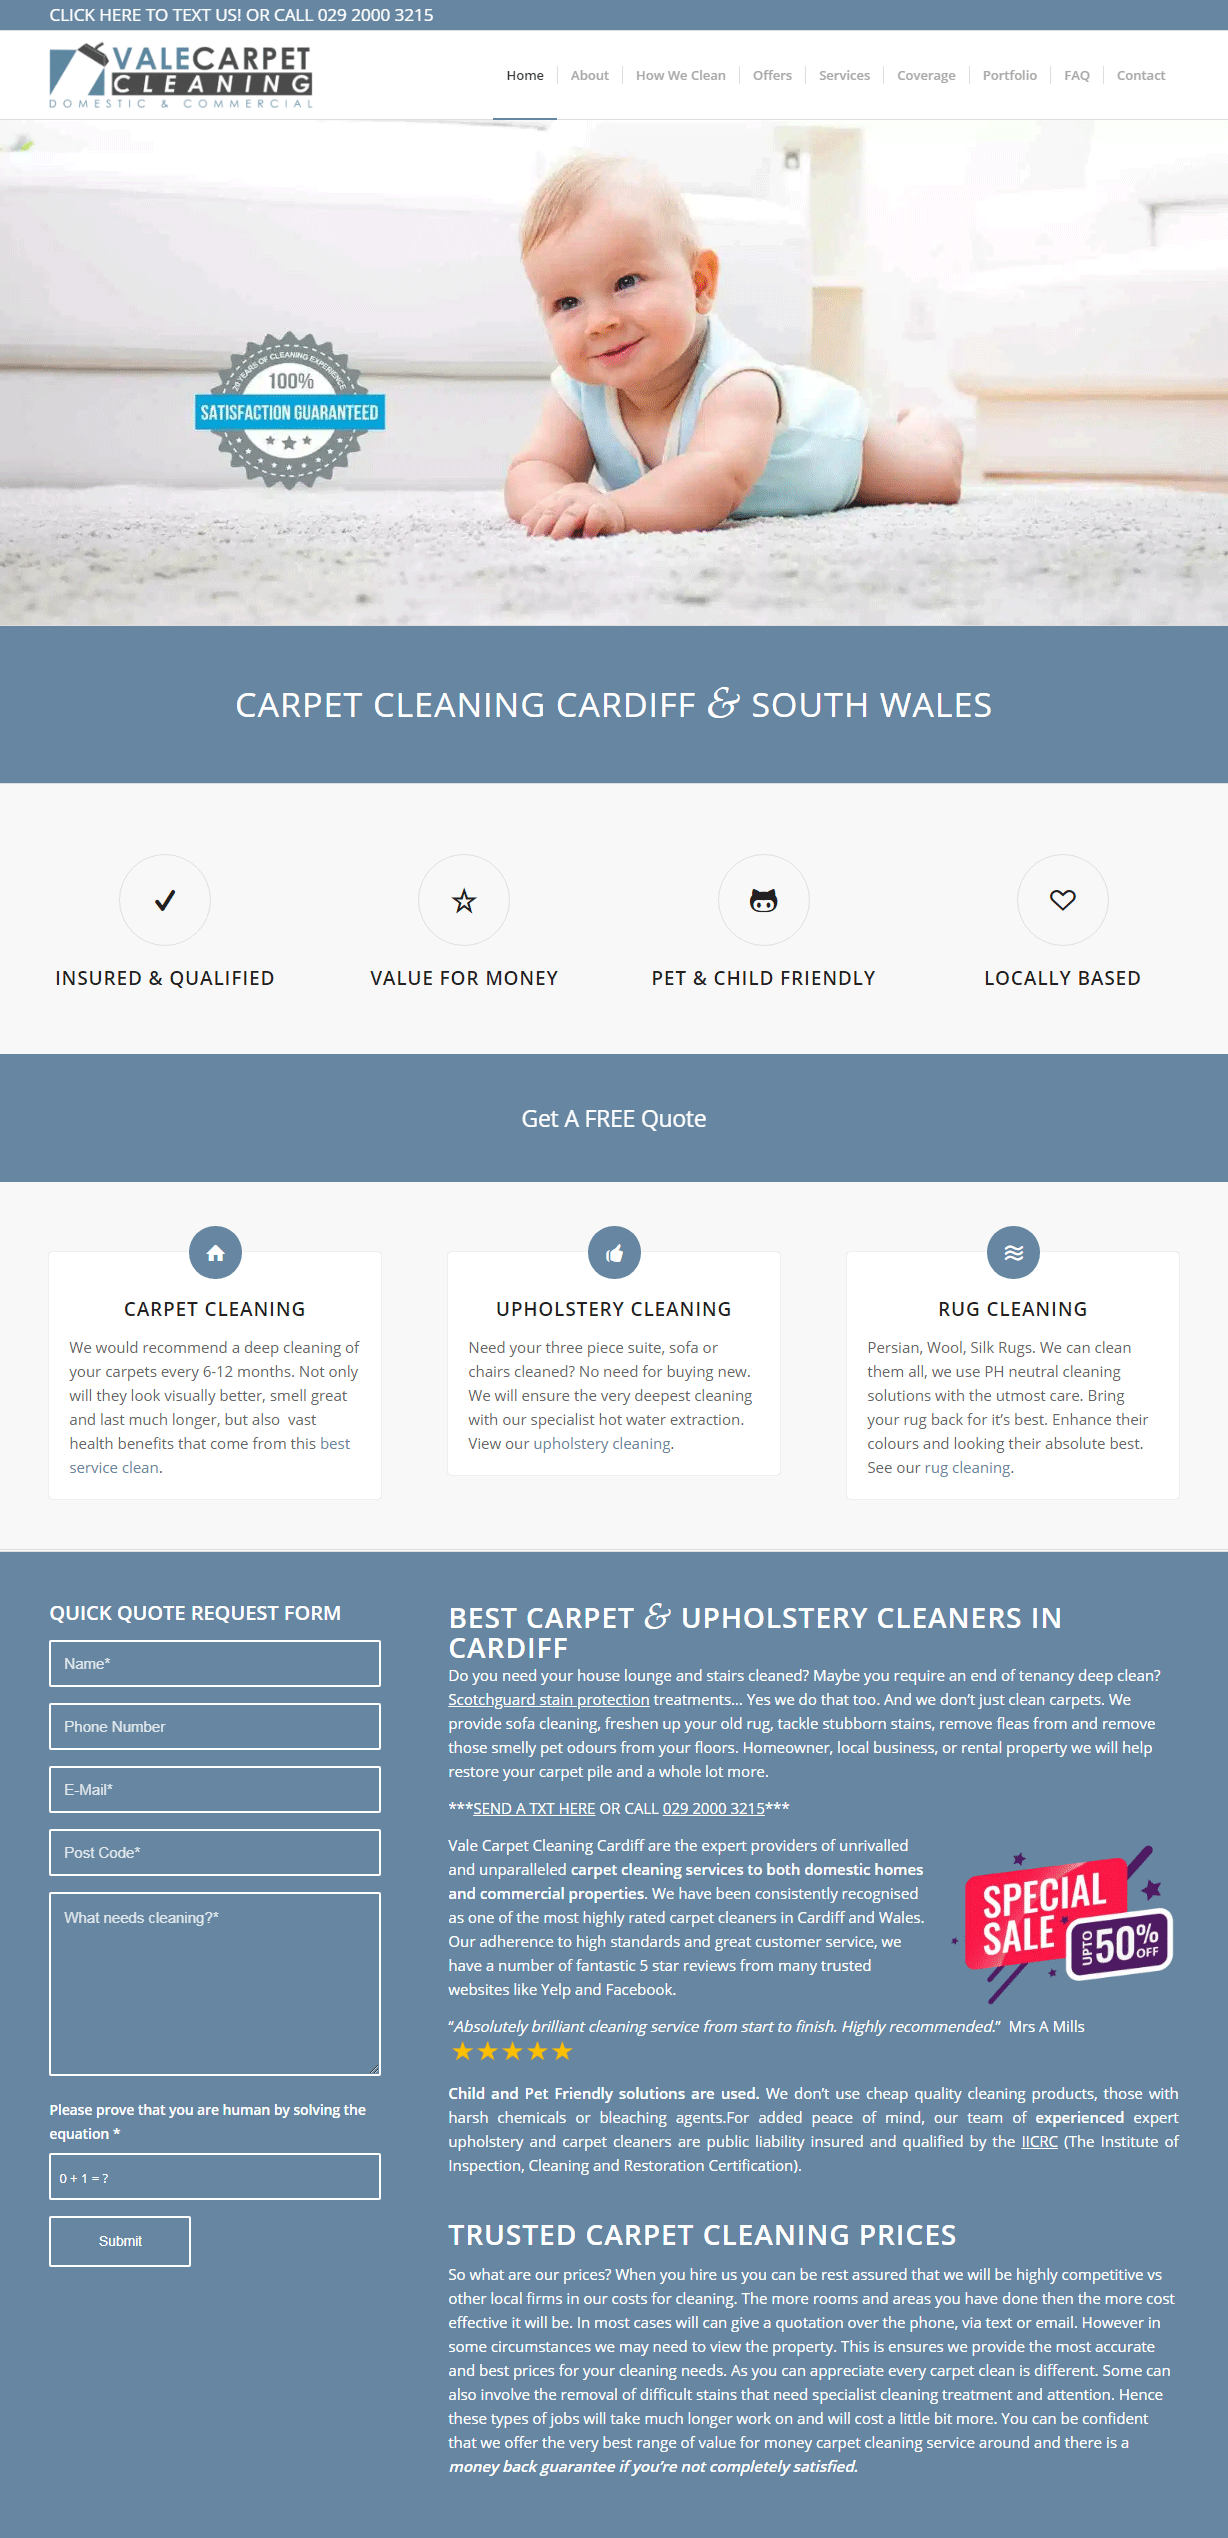 CLICK HERE TO TEXT US! OR CALL 029 2000 3215
VALECARPET
CLEANING
DOMESTIC & COMMERCIAL
Home
About
How We Clean
Offers
Services
Coverage
Portfolio
FAQ
Contact
20 YEARS OF CLEANING EXPERIENCE
100%
SATISFACTION GUARANTEED
CARPET CLEANING CARDIFF & SOUTH WALES
INSURED & QUALIFIED
VALUE FOR MONEY
PET & CHILD FRIENDLY
LOCALLY BASED
Get A FREE Quote
CARPET CLEANING
We would recommend a deep cleaning of
your carpets every 6-12 months. Not only
will they look visually better, smell great
and last much longer, but also  vast
health benefits that come from this best
service clean.
UPHOLSTERY CLEANING
Need your three piece suite, sofa or
chairs cleaned? No need for buying new.
We will ensure the very deepest cleaning
with our specialist hot water extraction.
View our upholstery cleaning.
RUG CLEANING
Persian, Wool, Silk Rugs. We can clean
them all, we use PH neutral cleaning
solutions with the utmost care. Bring
your rug back for it’s best. Enhance their
colours and looking their absolute best.
See our rug cleaning.
QUICK QUOTE REQUEST FORM
Name*
Phone Number
E-Mail*
Post Code*
What needs cleaning?*
Please prove that you are human by solving the
equation *
0 + 1 = ?
Submit
BEST CARPET & UPHOLSTERY CLEANERS IN
CARDIFF
Do you need your house lounge and stairs cleaned? Maybe you require an end of tenancy deep clean?
Scotchguard stain protection treatments... Yes we do that too. And we don’t just clean carpets. We
provide sofa cleaning, freshen up your old rug, tackle stubborn stains, remove fleas from and remove
those smelly pet odours from your floors. Homeowner, local business, or rental property we will help
restore your carpet pile and a whole lot more.
***SEND A TXT HERE OR CALL 029 2000 3215***
Vale Carpet Cleaning Cardiff are the expert providers of unrivalled
and unparalleled carpet cleaning services to both domestic homes
and commercial properties. We have been consistently recognised
as one of the most highly rated carpet cleaners in Cardiff and Wales.
Our adherence to high standards and great customer service, we
have a number of fantastic 5 star reviews from many trusted
websites like Yelp and Facebook.
SPECIAL
SALE
UPTO
50%
OFF
“Absolutely brilliant cleaning service from start to finish. Highly recommended.”  Mrs A Mills
Child and Pet Friendly solutions are used. We don’t use cheap quality cleaning products, those with
harsh chemicals or bleaching agents.For added peace of mind, our team of experienced expert
upholstery and carpet cleaners are public liability insured and qualified by the IICRC (The Institute of
Inspection, Cleaning and Restoration Certification).
TRUSTED CARPET CLEANING PRICES
So what are our prices? When you hire us you can be rest assured that we will be highly competitive vs
other local firms in our costs for cleaning. The more rooms and areas you have done then the more cost
effective it will be. In most cases will can give a quotation over the phone, via text or email. However in
some circumstances we may need to view the property. This is ensures we provide the most accurate
and best prices for your cleaning needs. As you can appreciate every carpet clean is different. Some can
also involve the removal of difficult stains that need specialist cleaning treatment and attention. Hence
these types of jobs will take much longer work on and will cost a little bit more. You can be confident
that we offer the very best range of value for money carpet cleaning service around and there is a
money back guarantee if you’re not completely satisfied.